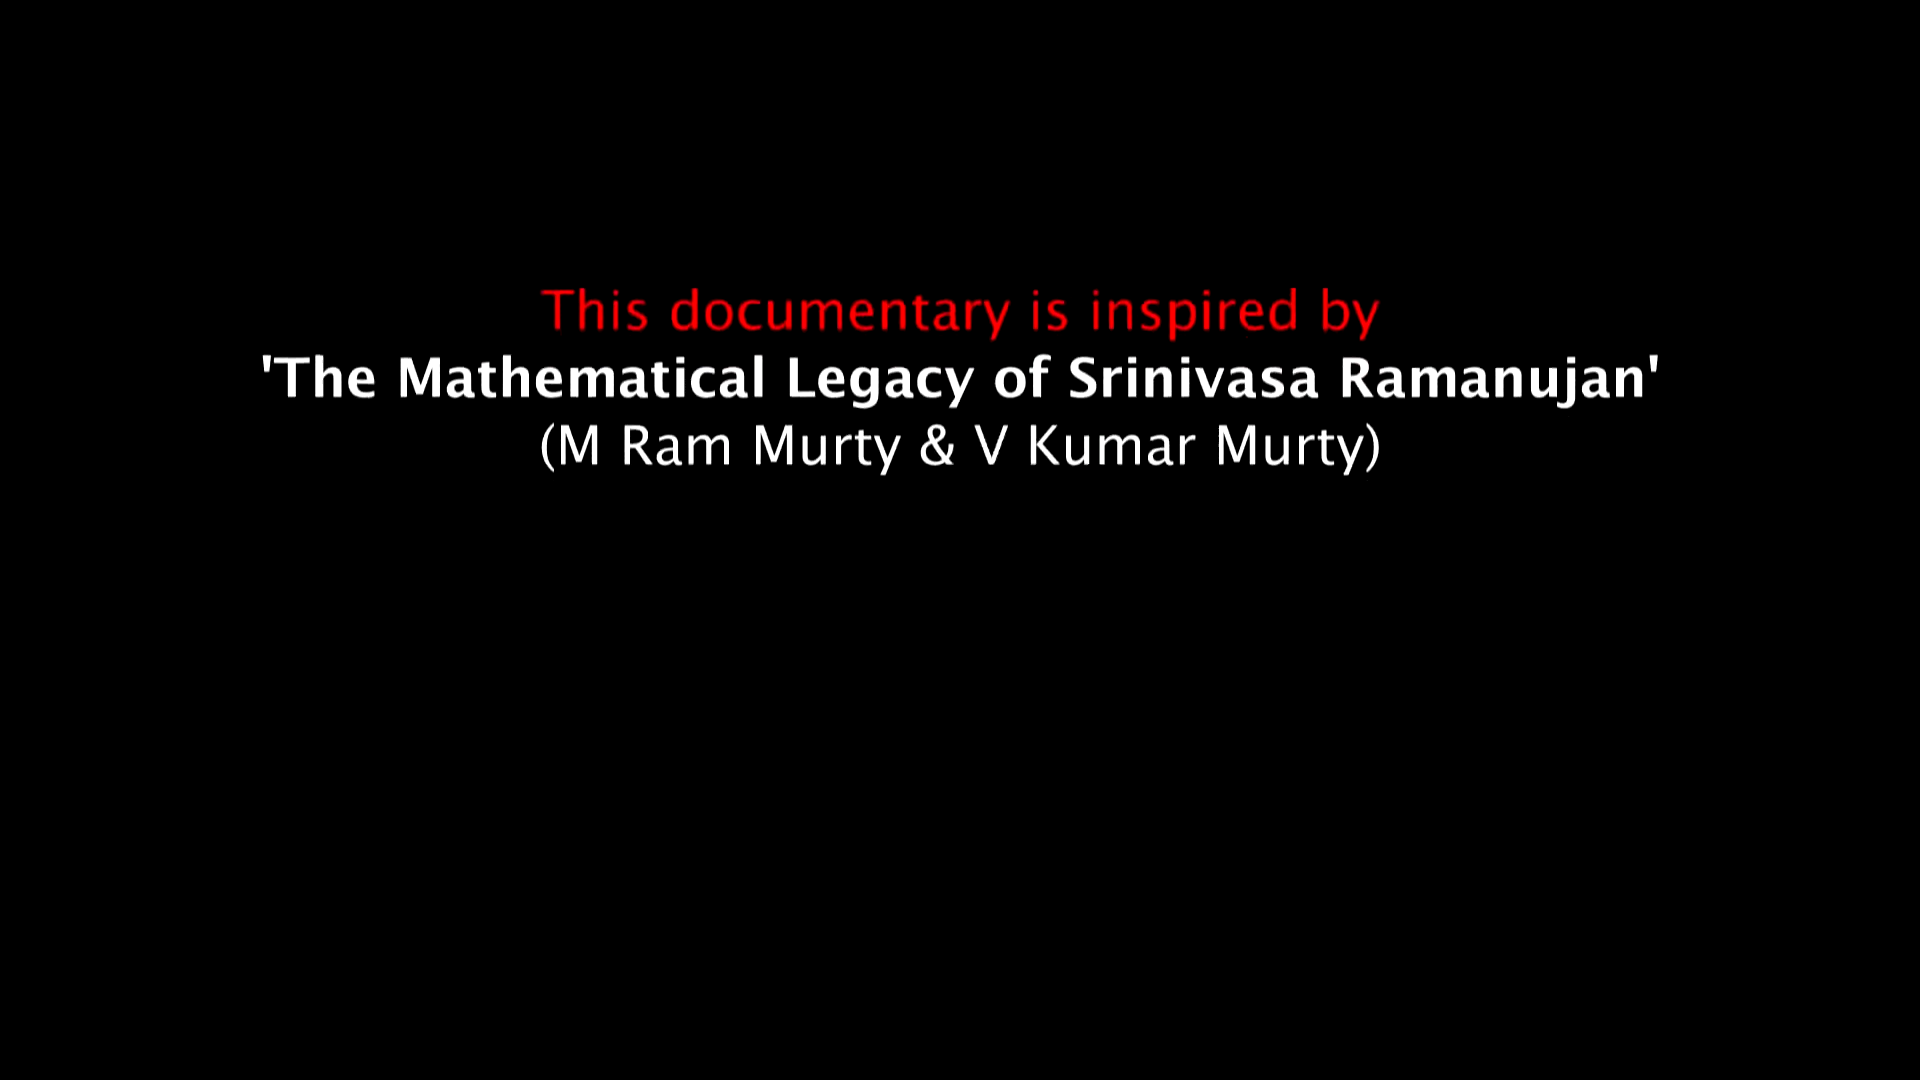 This documentary is inspired by
'The Mathematical Legacy of Srinivasa Ramanujan'
(M Ram Murty & V Kumar Murty)